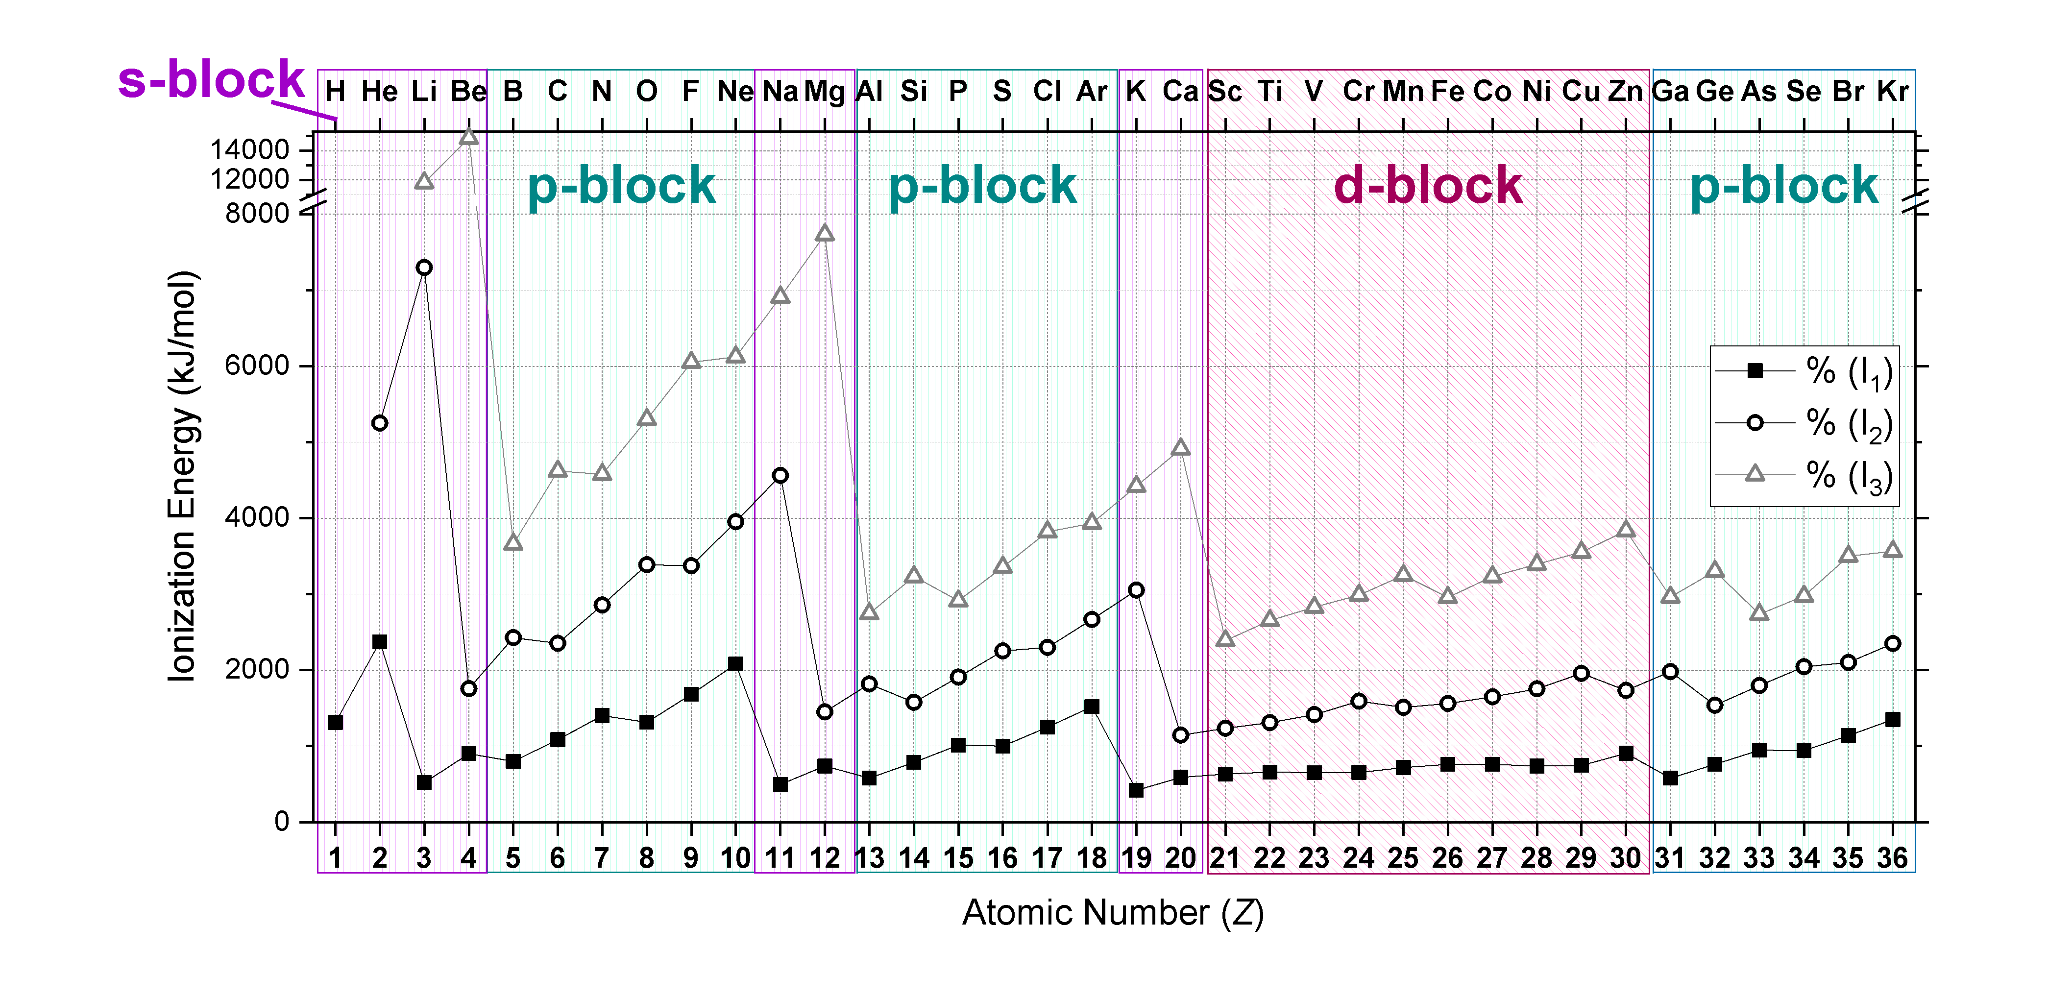 s-block
H He Li Be B C N O F Ne Na Mg Al Si P S Cl Ar K Ca Sc Ti V Cr Mn Fe Co Ni Cu Zn Ga Ge As Se Br Kr
14000
12000
p-block p-block d-block p-block
8000
6000
4000
2000
0
Ionization Energy (kJ/mol)
% (I₁)
% (I₂)
% (I₃)
1 2 3 4 5 6 7 8 9 10 11 12 13 14 15 16 17 18 19 20 21 22 23 24 25 26 27 28 29 30 31 32 33 34 35 36
Atomic Number (Z)